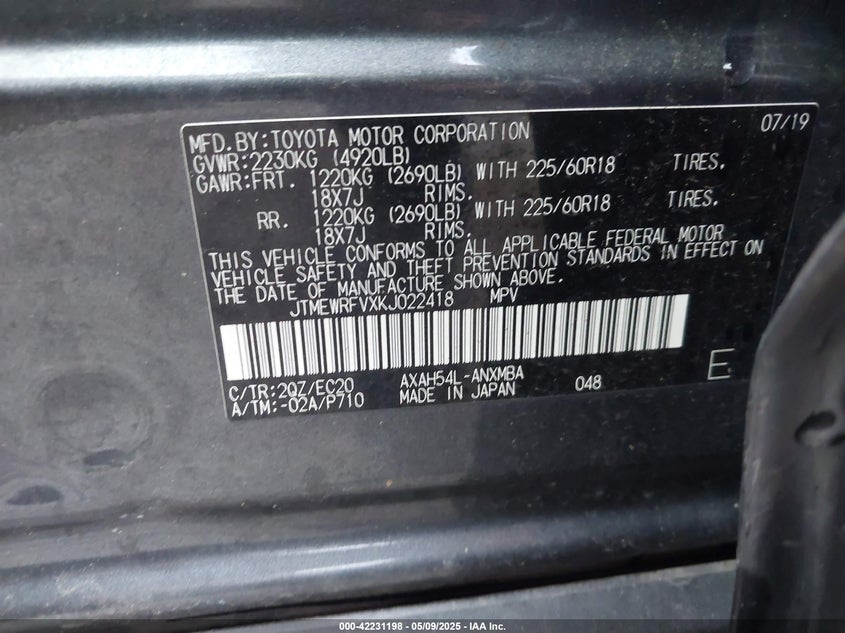 MFD.BY:TOYOTA MOTOR CORPORATION 07/19
GVWR:2230KG (4920LB)
GAWR:FRT. 1220KG (2690LB) WITH 225/60R18 TIRES.
18X7J RIMS.
RR. 1220KG (2690LB) WITH 225/60R18 TIRES.
18X7J RIMS.
THIS VEHICLE CONFORMS TO ALL APPLICABLE FEDERAL MOTOR
VEHICLE SAFETY AND THEFT PREVENTION STANDARDS IN EFFECT ON
THE DATE OF MANUFACTURE SHOWN ABOVE.
JTMEWRFVXKJ022418 MPV
C/TR:2QZ/EC20 AXAH54L-ANXMBA 048 E
A/TM:-02A/P710 MADE IN JAPAN
000-42231198 - 05/09/2025 - IAA Inc.